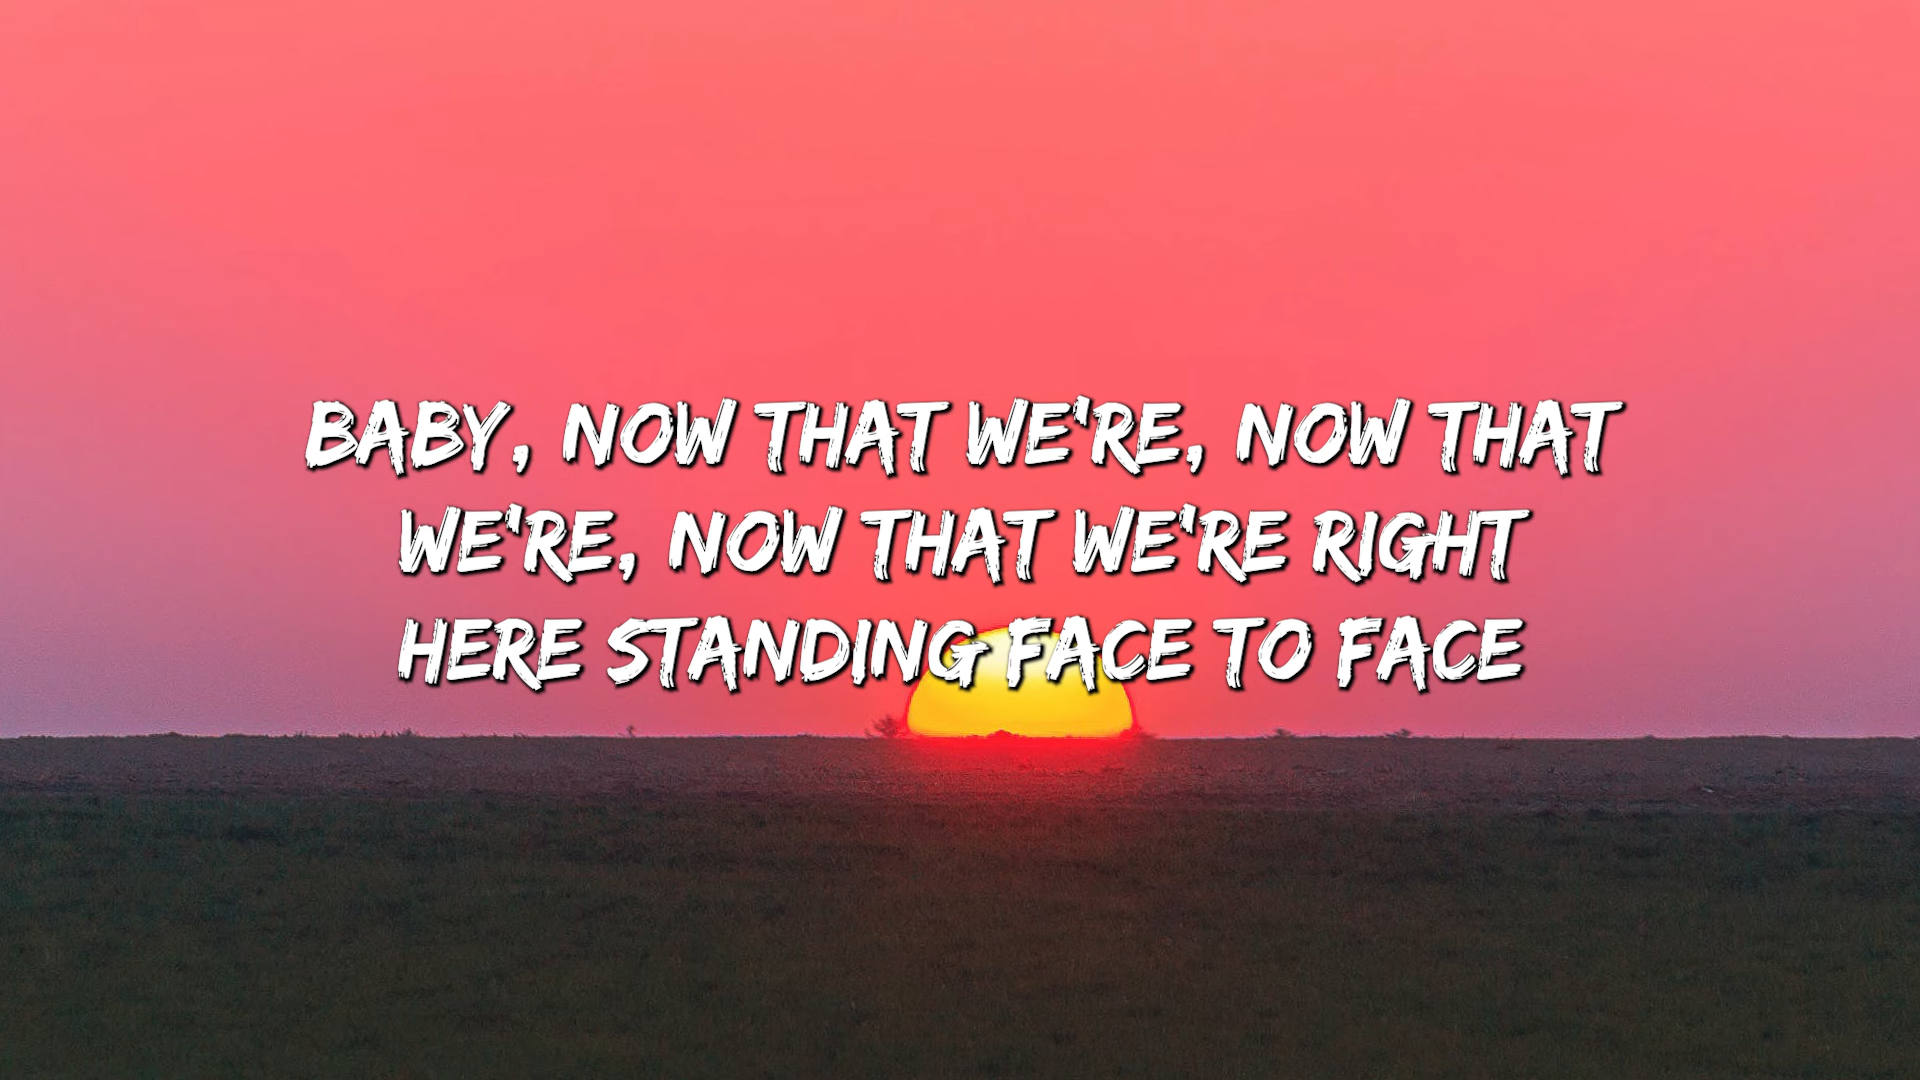 BABY, NOW THAT WE'RE, NOW THAT
WE'RE, NOW THAT WE'RE RIGHT
HERE STANDING FACE TO FACE